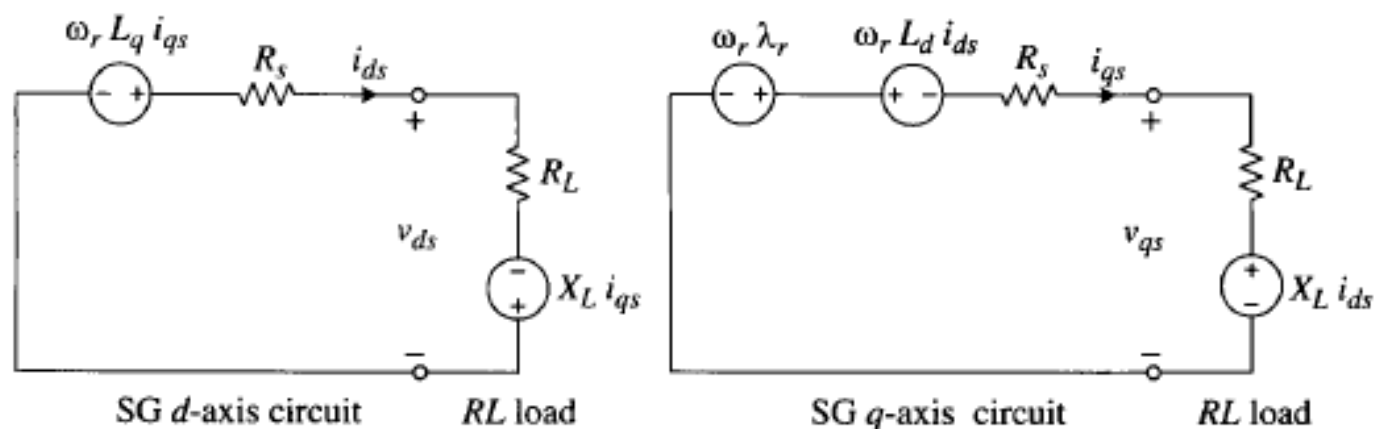 ωr Lq iqs
Rs
ids
- +
+
RL
vds
-
+
XL iqs
−
SG d-axis circuit
RL load
ωr λr
ωr Ld ids
Rs
iqs
- +
+ -
+
RL
vqs
+
−
XL ids
−
SG q-axis circuit
RL load